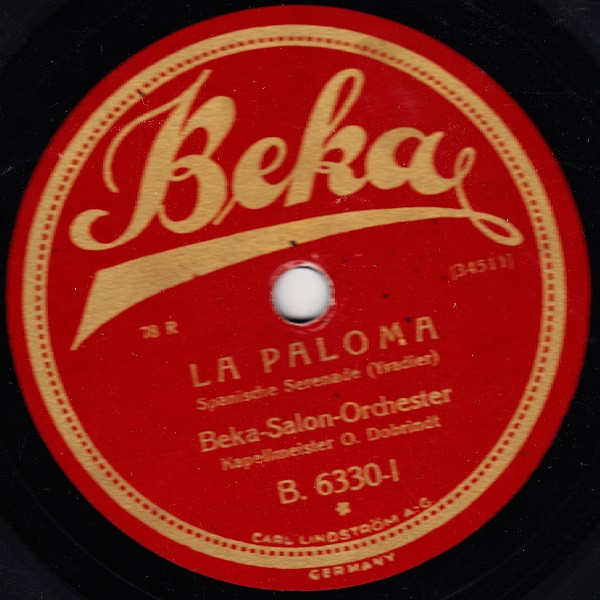 Beka
[34511]
78 R
LA PALOMA
Spanische Serenade (Yradier)
Beka-Salon-Orchester
Kapellmeister O. Dobrindt
B. 6330-I
CARL LINDSTRÖM A-G.
GERMANY